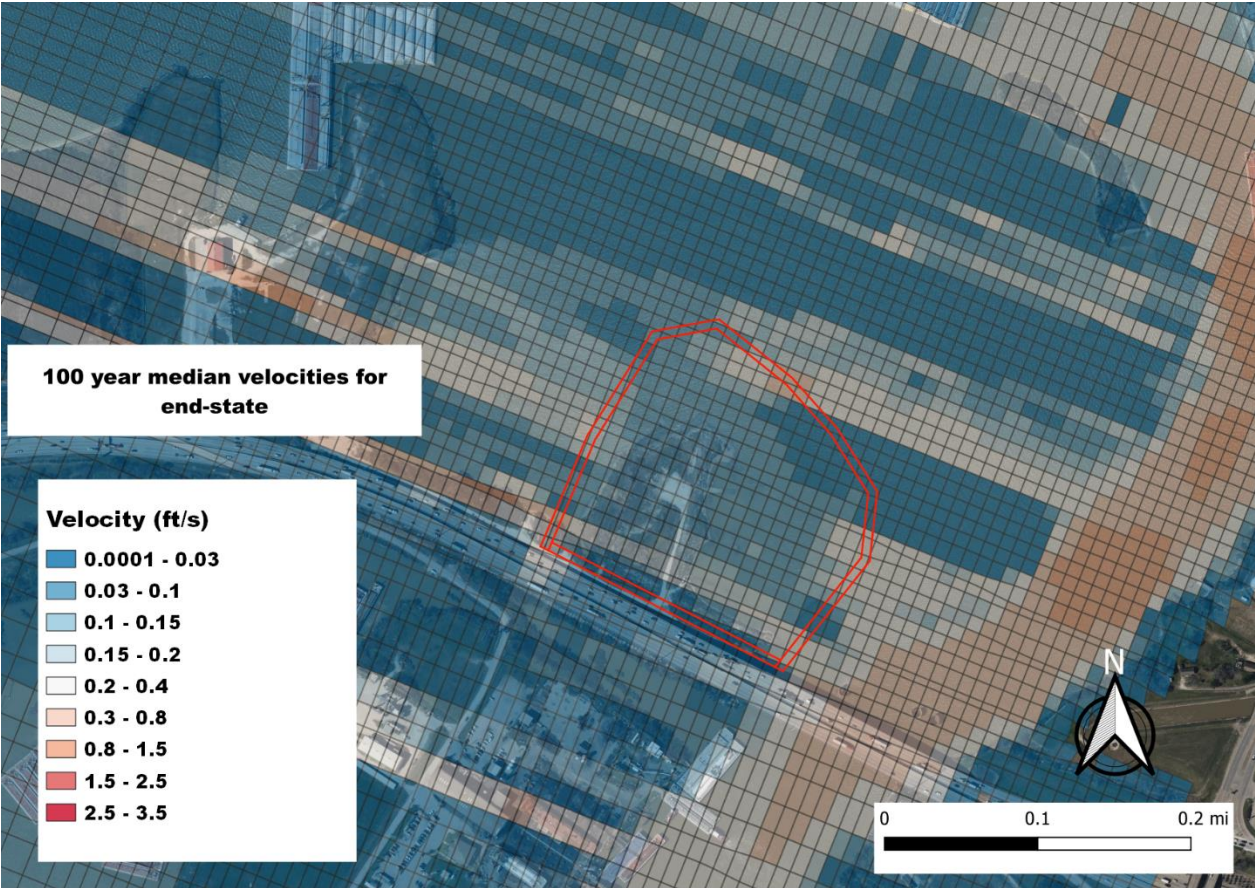 100 year median velocities for
end-state
Velocity (ft/s)
0.0001 - 0.03
0.03 - 0.1
0.1 - 0.15
0.15 - 0.2
0.2 - 0.4
0.3 - 0.8
0.8 - 1.5
1.5 - 2.5
2.5 - 3.5
N
0 0.1 0.2 mi